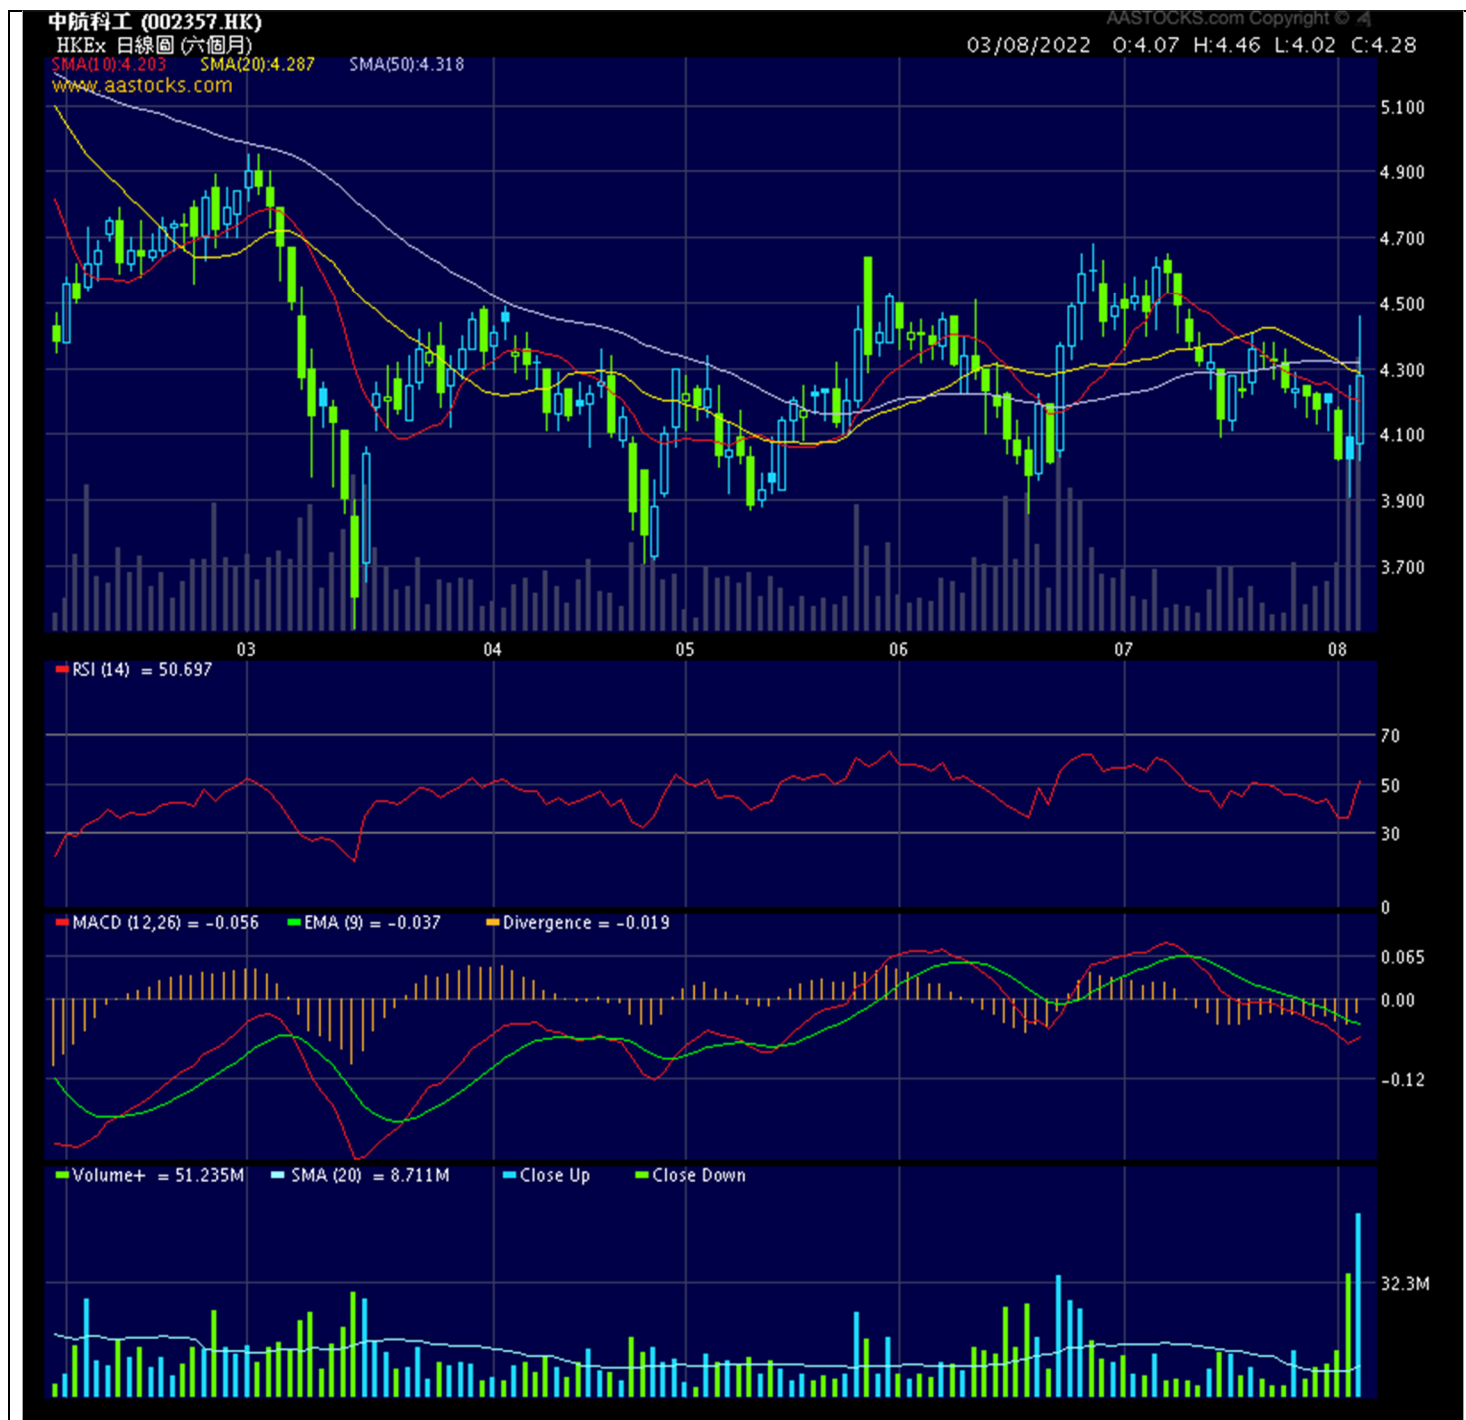 中航科工 (002357.HK)
AASTOCKS.com Copyright ©
HKEx 日線圖 (六個月)
03/08/2022 O:4.07 H:4.46 L:4.02 C:4.28
SMA(10):4.203 SMA(20):4.287 SMA(50):4.318
www.aastocks.com
5.100
4.900
4.700
4.500
4.300
4.100
3.900
3.700
03 04 05 06 07 08
RSI (14) = 50.697
70
50
30
0
MACD (12,26) = -0.056 EMA (9) = -0.037 Divergence = -0.019
0.065
0.00
-0.12
Volume+ = 51.235M SMA (20) = 8.711M Close Up Close Down
32.3M